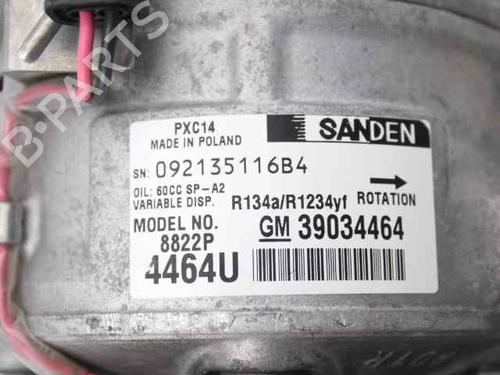 PXC14
MADE IN POLAND
SANDEN
SN: 092135116B4
OIL: 60CC SP-A2
VARIABLE DISP. R134a/R1234yf ROTATION
MODEL NO. GM 39034464
8822P
4464U